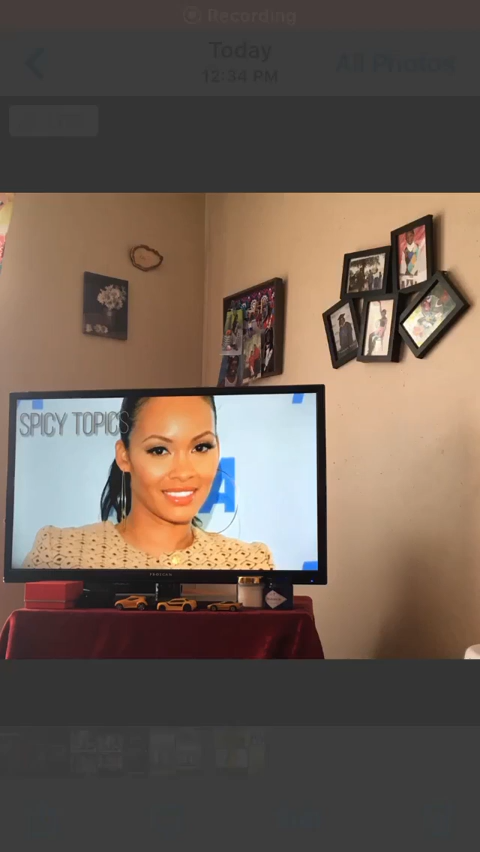 Recording
Today
12:34 PM
All Photos
SPICY TOPICS
A